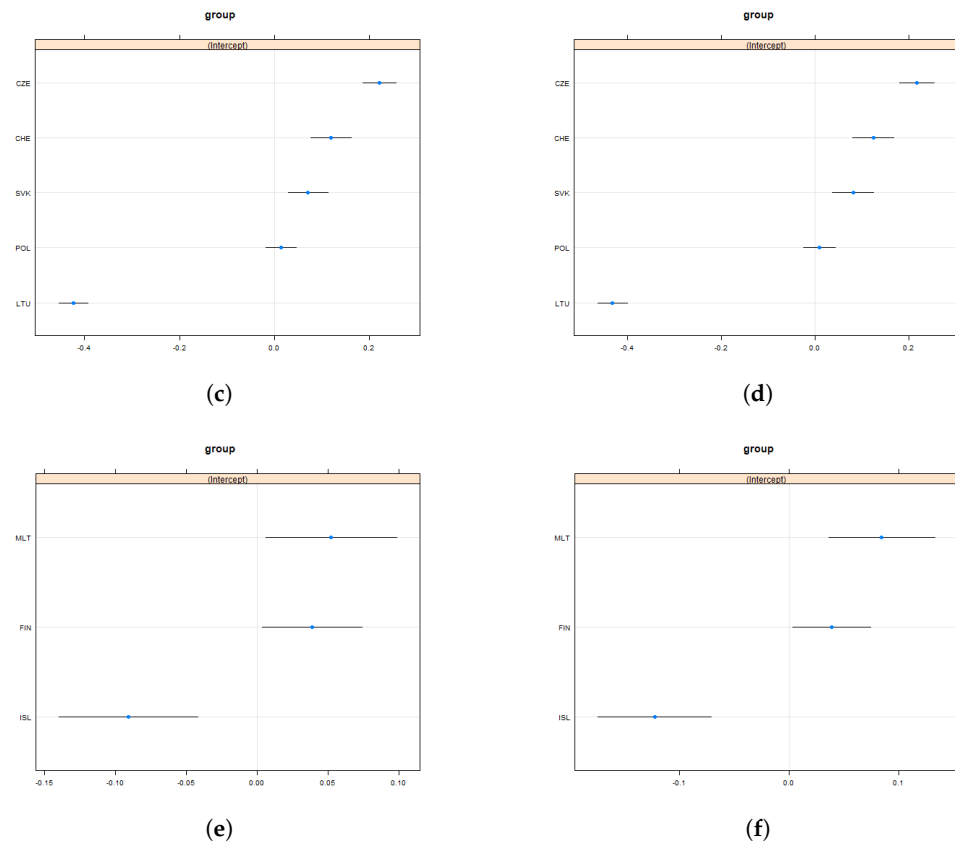 group
(Intercept)
CZE
CHE
SVK
POL
LTU
-0.4 -0.2 0.0 0.2
(c)
group
(Intercept)
CZE
CHE
SVK
POL
LTU
-0.4 -0.2 0.0 0.2
(d)
group
(Intercept)
MLT
FIN
ISL
-0.15 -0.10 -0.05 0.00 0.05 0.10
(e)
group
(Intercept)
MLT
FIN
ISL
-0.1 0.0 0.1
(f)